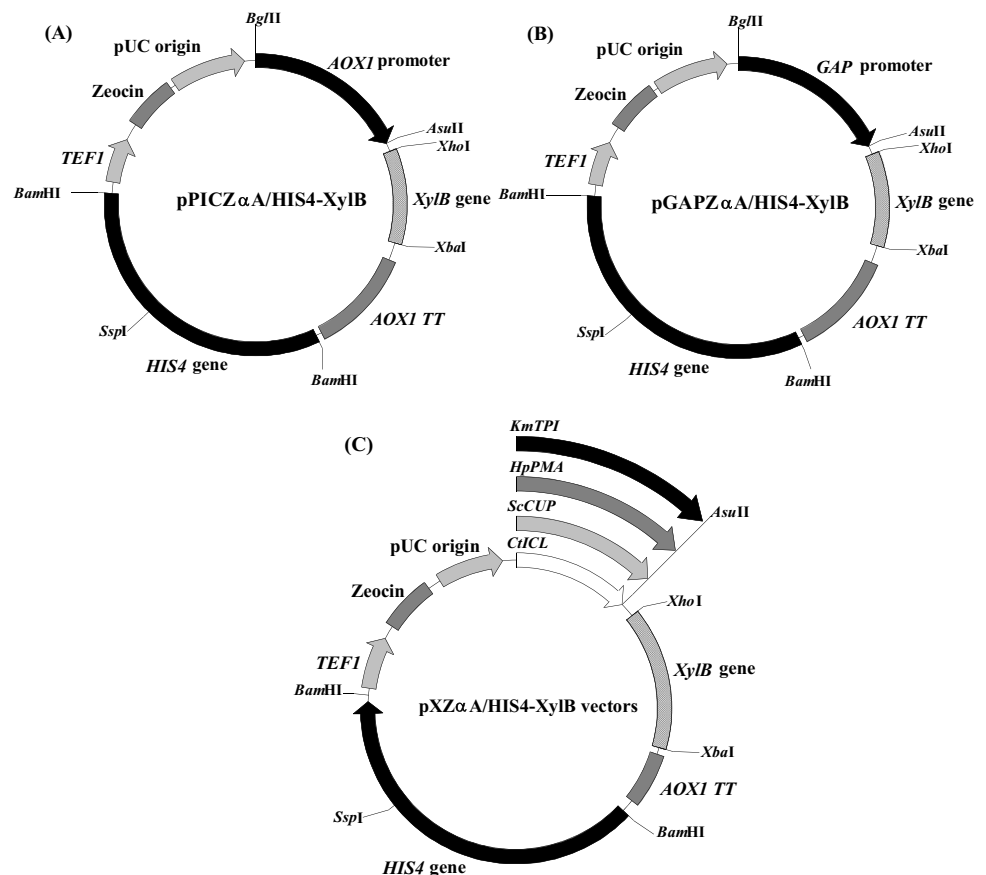 (A)
BglII
pUC origin
AOX1 promoter
Zeocin
AsuII
XhoI
TEF1
BamHI
pPICZαA/HIS4-XylB
XylB gene
XbaI
SspI
AOX1 TT
HIS4 gene
BamHI
(B)
BglII
pUC origin
GAP promoter
Zeocin
AsuII
XhoI
TEF1
BamHI
pGAPZαA/HIS4-XylB
XylB gene
XbaI
SspI
AOX1 TT
HIS4 gene
BamHI
(C)
KmTPI
HpPMA
ScCUP
CtICL
AsuII
pUC origin
Zeocin
XhoI
TEF1
XylB gene
BamHI
pXZαA/HIS4-XylB vectors
XbaI
AOX1 TT
SspI
BamHI
HIS4 gene